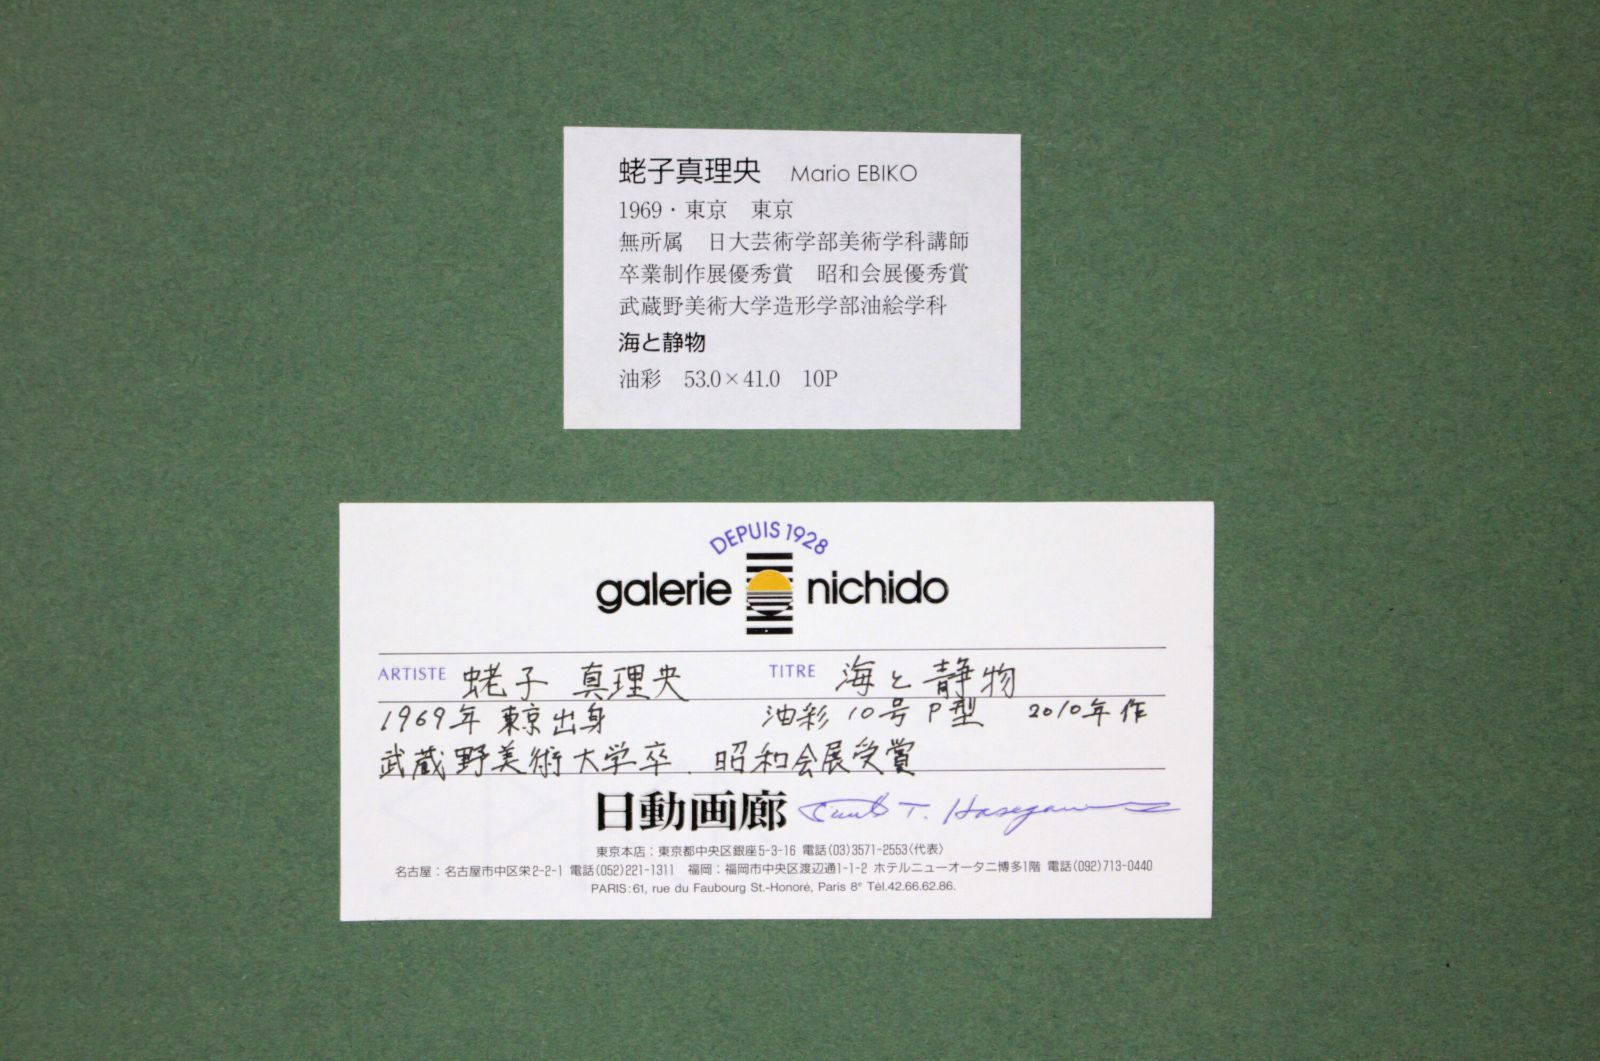 蛯子真理央 Mario EBIKO
1969・東京 東京
無所属 日大芸術学部美術学科講師
卒業制作展優秀賞 昭和会展優秀賞
武蔵野美術大学造形学部油絵学科
海と静物
油彩 53.0×41.0 10P
DEPUIS 1928
galerie nichido
ARTISTE 蛯子 真理央 TITRE 海と静物
1969年 東京出身 油彩 10号 P型 2010年作
武蔵野美術大学卒、昭和会展受賞
日動画廊 T. Hasegawa
東京本店:東京都中央区銀座5-3-16 電話(03)3571-2553〈代表〉
名古屋:名古屋市中区栄2-2-1 電話(052)221-1311 福岡:福岡市中央区渡辺通1-1-2 ホテルニューオータニ博多1階 電話(092)713-0440
PARIS:61, rue du Faubourg St.-Honoré, Paris 8e Tél.42.66.62.86.